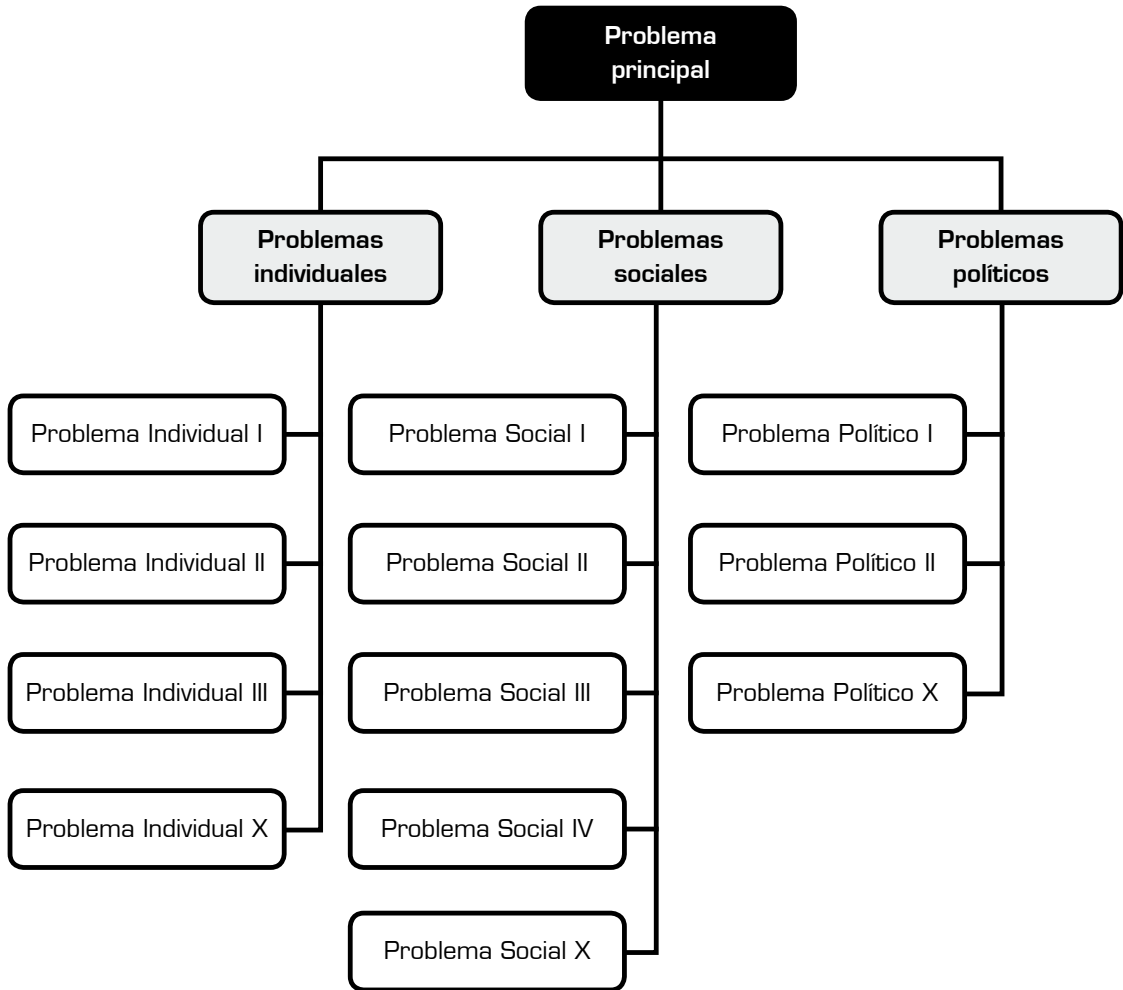 Problema
principal
Problemas
individuales
Problemas
sociales
Problemas
políticos
Problema Individual I
Problema Social I
Problema Político I
Problema Individual II
Problema Social II
Problema Político II
Problema Individual III
Problema Social III
Problema Político X
Problema Individual X
Problema Social IV
Problema Social X